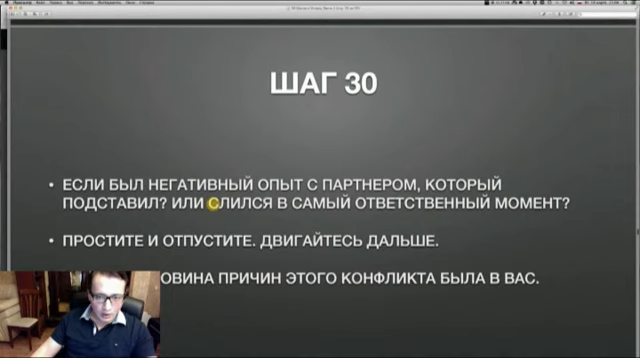 ШАГ 30
• ЕСЛИ БЫЛ НЕГАТИВНЫЙ ОПЫТ С ПАРТНЕРОМ, КОТОРЫЙ
ПОДСТАВИЛ? ИЛИ СЛИЛСЯ В САМЫЙ ОТВЕТСТВЕННЫЙ МОМЕНТ?
• ПРОСТИТЕ И ОТПУСТИТЕ. ДВИГАЙТЕСЬ ДАЛЬШЕ.
ПРИЧИН ЭТОГО КОНФЛИКТА БЫЛА В ВАС.